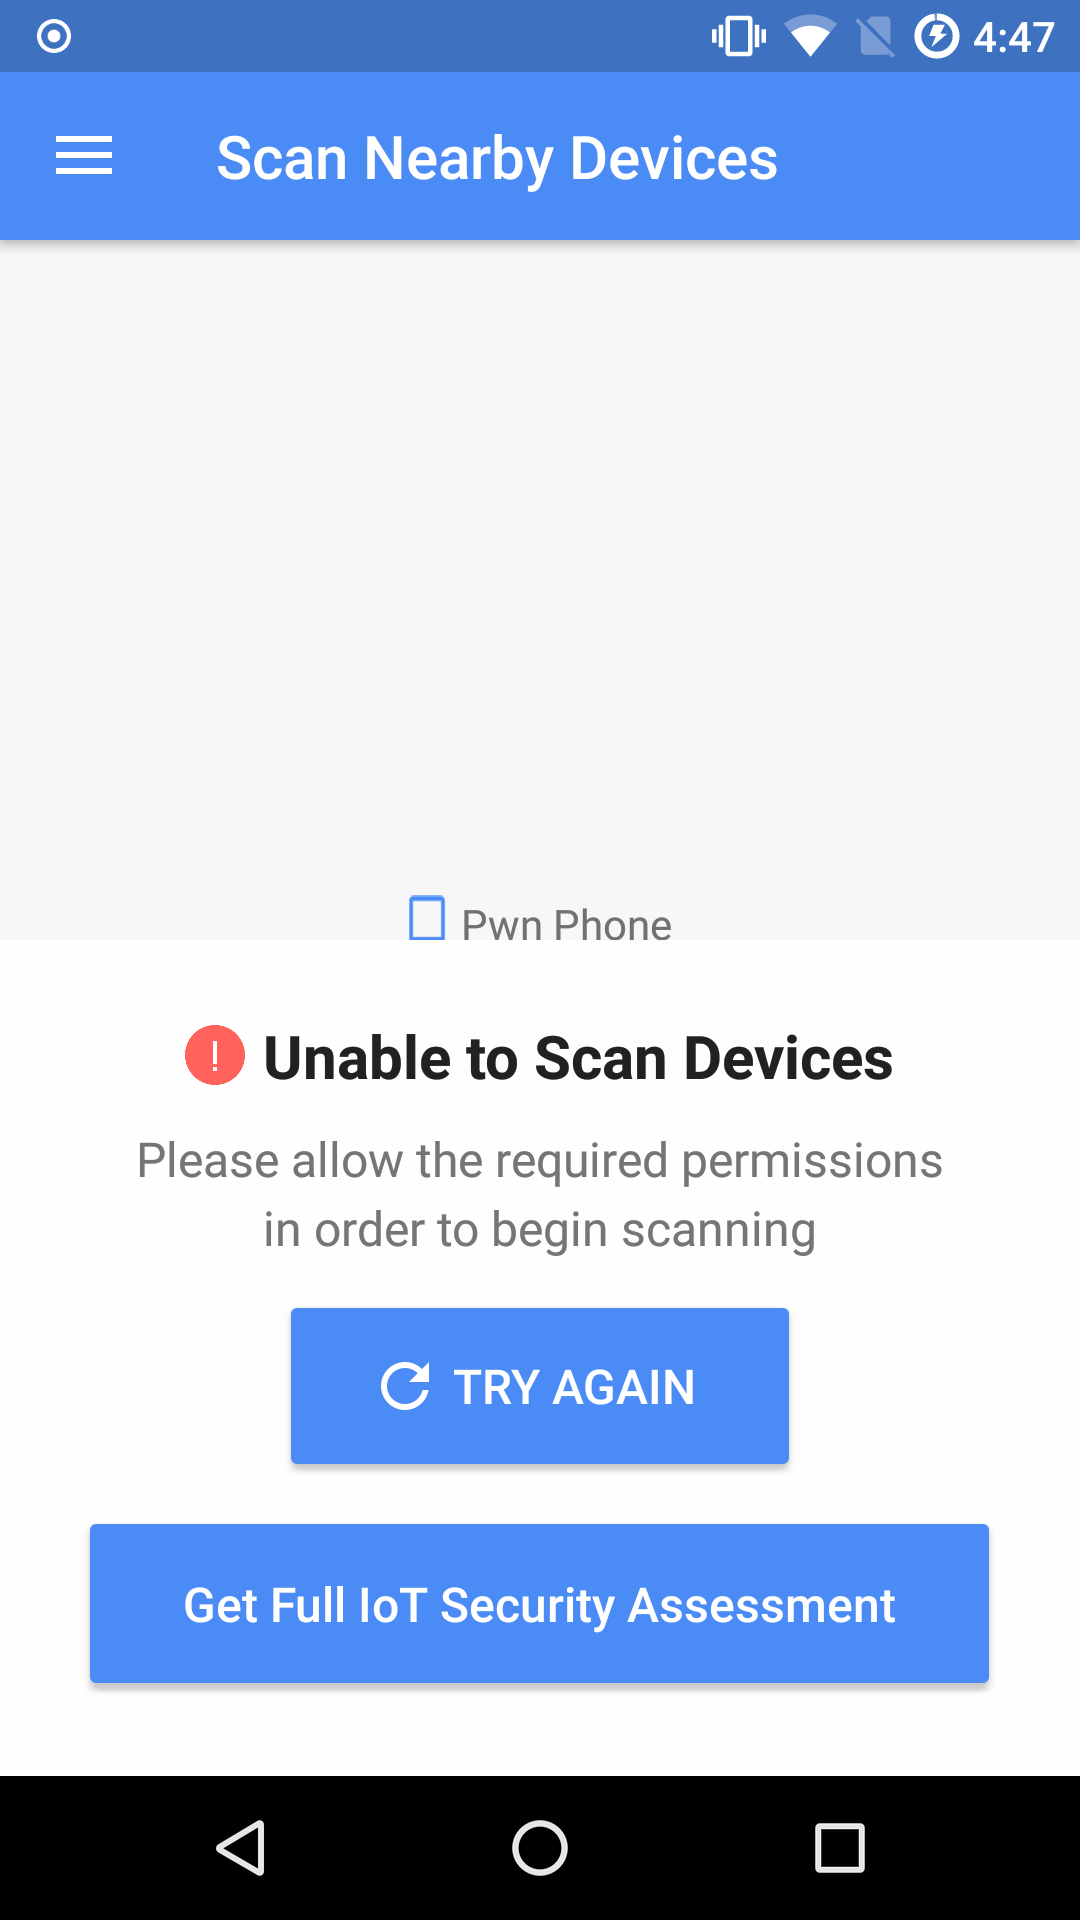 4:47
Scan Nearby Devices
Pwn Phone
Unable to Scan Devices
Please allow the required permissions
in order to begin scanning
TRY AGAIN
Get Full IoT Security Assessment